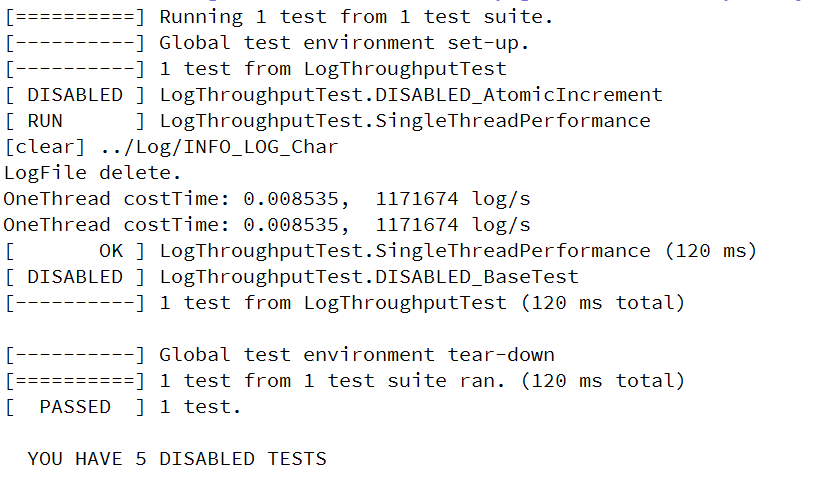 [==========] Running 1 test from 1 test suite.
[----------] Global test environment set-up.
[----------] 1 test from LogThroughputTest
[ DISABLED ] LogThroughputTest.DISABLED_AtomicIncrement
[ RUN      ] LogThroughputTest.SingleThreadPerformance
[clear] ../Log/INFO_LOG_Char
LogFile delete.
OneThread costTime: 0.008535,  1171674 log/s
OneThread costTime: 0.008535,  1171674 log/s
[       OK ] LogThroughputTest.SingleThreadPerformance (120 ms)
[ DISABLED ] LogThroughputTest.DISABLED_BaseTest
[----------] 1 test from LogThroughputTest (120 ms total)

[----------] Global test environment tear-down
[==========] 1 test from 1 test suite ran. (120 ms total)
[  PASSED  ] 1 test.

  YOU HAVE 5 DISABLED TESTS